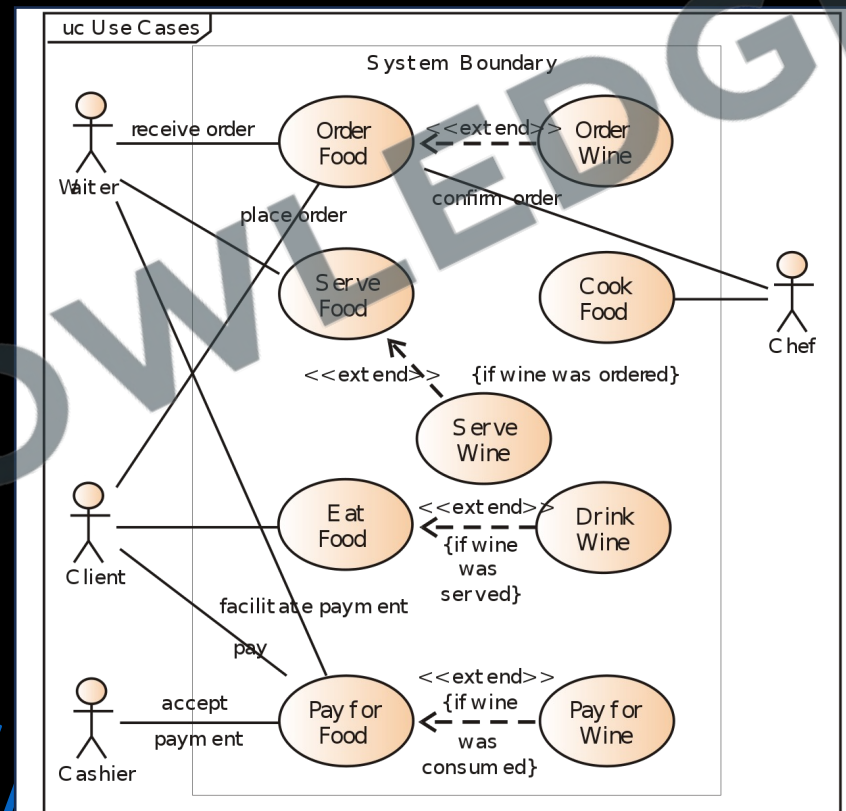 uc Use Cases
System Boundary
receive order
Order
Food
<<extend>>
Order
Wine
Waiter
confirm order
place order
Serve
Food
Cook
Food
Chef
<<extend>>
{if wine was ordered}
Serve
Wine
Eat
Food
<<extend>>
{if wine
was
served}
Drink
Wine
Client
facilitate payment
pay
accept
payment
Pay for
Food
<<extend>>
{if wine
was
consumed}
Pay for
Wine
Cashier
OWLEDG